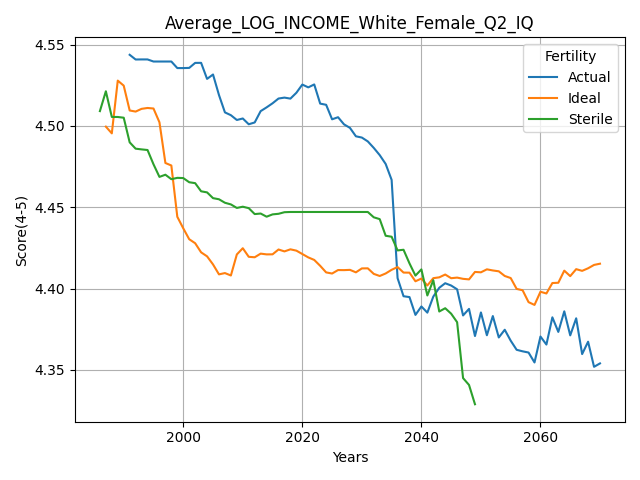 Average_LOG_INCOME_White_Female_Q2_IQ
Score(4-5)
4.55
4.50
4.45
4.40
4.35
Fertility
Actual
Ideal
Sterile
2000
2020
2040
2060
Years